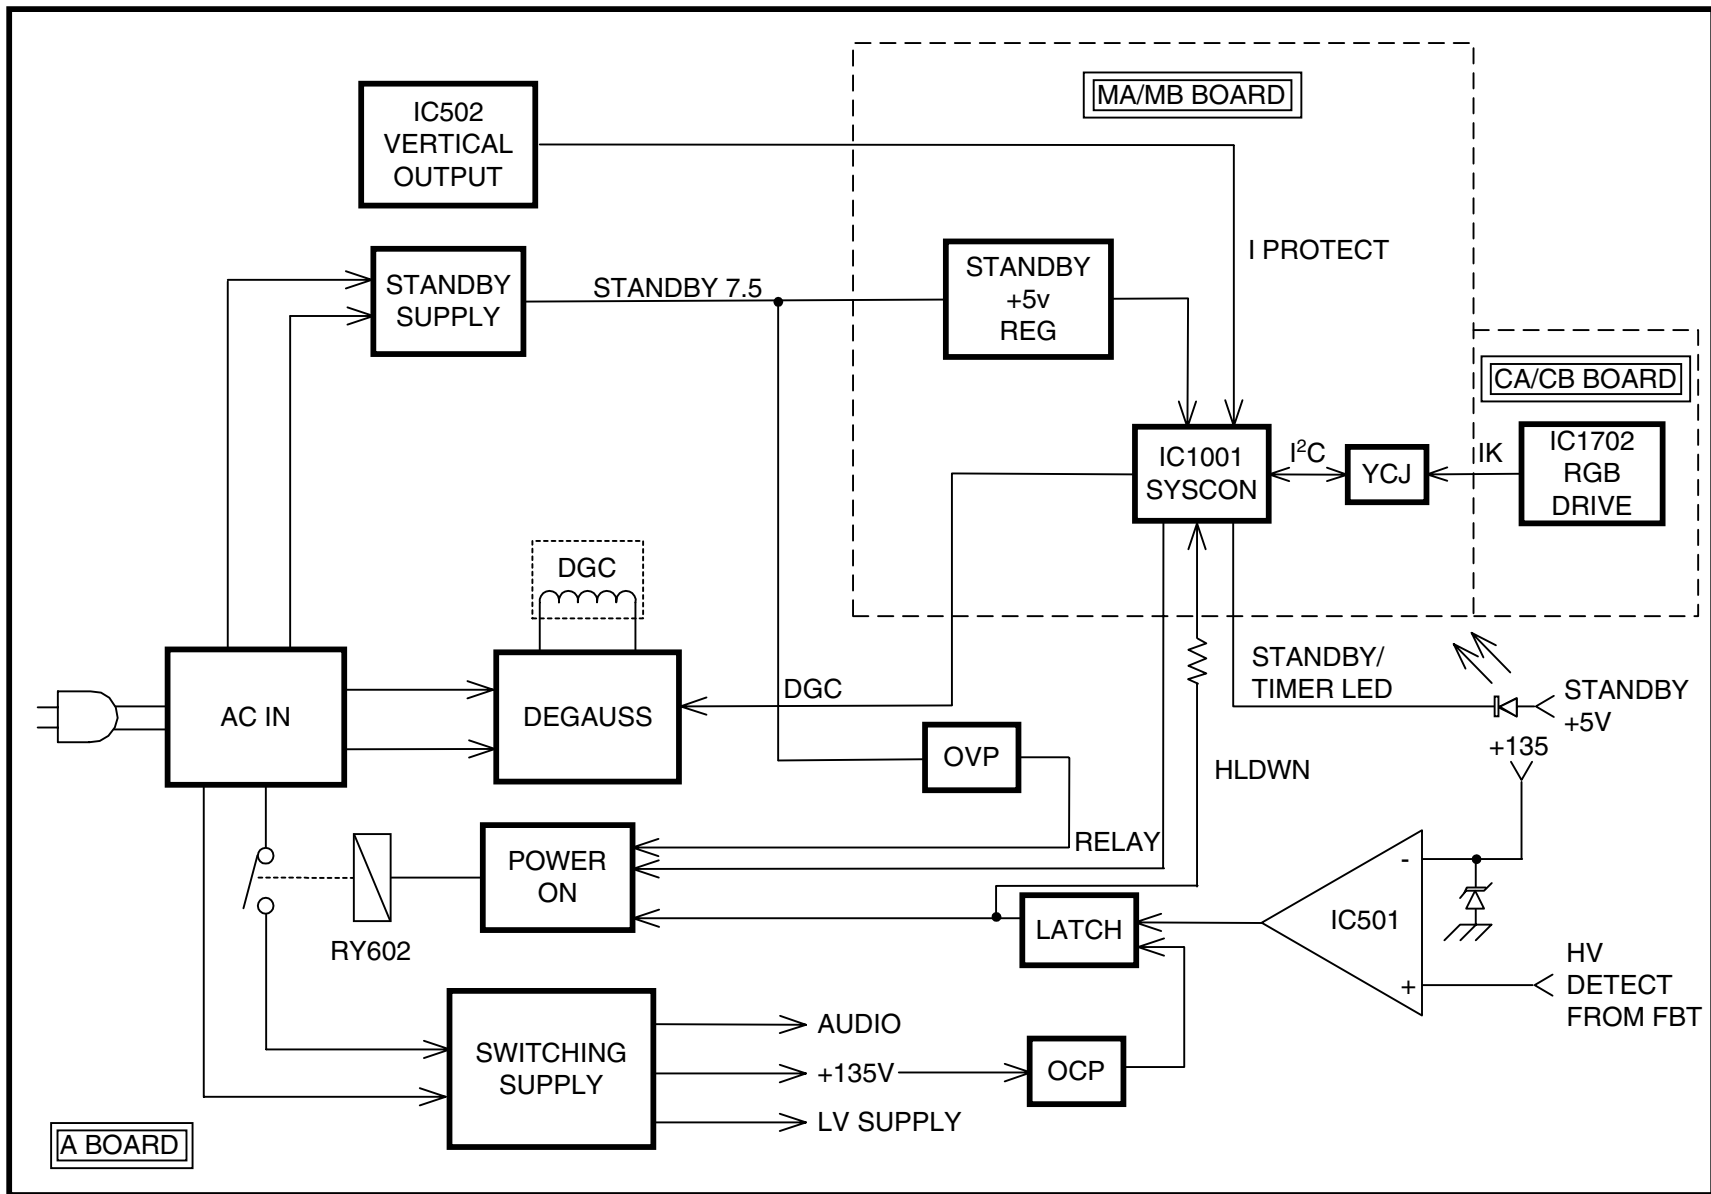 MA/MB BOARD
IC502
VERTICAL
OUTPUT
I PROTECT
STANDBY
SUPPLY
STANDBY 7.5
STANDBY
+5v
REG
CA/CB BOARD
IC1001
SYSCON
I²C
YCJ
IK
IC1702
RGB
DRIVE
DGC
AC IN
DEGAUSS
DGC
STANDBY/
TIMER LED
STANDBY
+5V
OVP
HLDWN
+135
RELAY
POWER
ON
RY602
LATCH
-
IC501
+
HV
DETECT
FROM FBT
SWITCHING
SUPPLY
AUDIO
+135V
LV SUPPLY
OCP
A BOARD